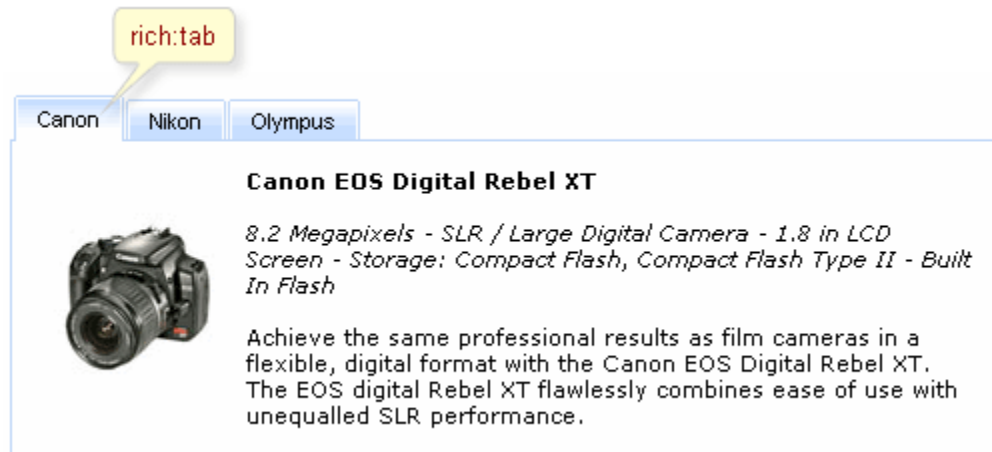 rich:tab
Canon Nikon Olympus
Canon EOS Digital Rebel XT
8.2 Megapixels - SLR / Large Digital Camera - 1.8 in LCD
Screen - Storage: Compact Flash, Compact Flash Type II - Built
In Flash
Achieve the same professional results as film cameras in a
flexible, digital format with the Canon EOS Digital Rebel XT.
The EOS digital Rebel XT flawlessly combines ease of use with
unequalled SLR performance.